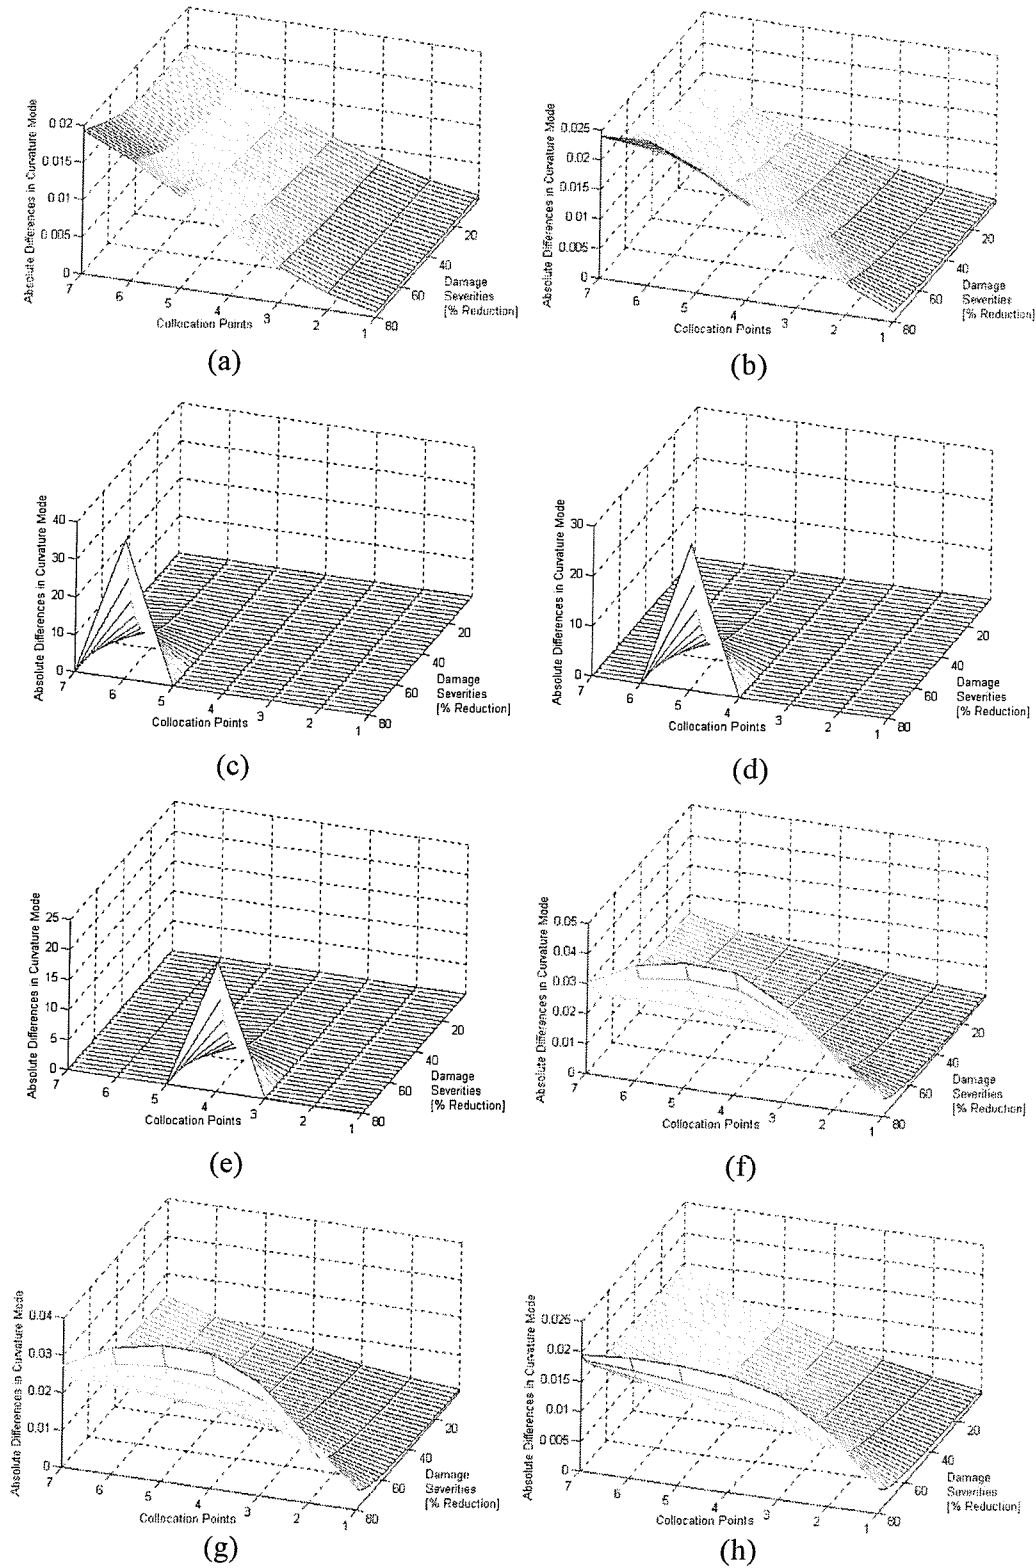 Absolute Differences in Curvature Mode
0.02
0.015
0.01
0.005
0
7
6
5
4
3
2
1
Collocation Points
20
40
60
80
Damage
Severities
[% Reduction]
(a)
Absolute Differences in Curvature Mode
0.025
0.02
0.015
0.01
0.005
0
7
6
5
4
3
2
1
Collocation Points
20
40
60
80
Damage
Severities
[% Reduction]
(b)
Absolute Differences in Curvature Mode
40
30
20
10
0
7
6
5
4
3
2
1
Collocation Points
20
40
60
80
Damage
Severities
[% Reduction]
(c)
Absolute Differences in Curvature Mode
30
20
10
0
7
6
5
4
3
2
1
Collocation Points
20
40
60
80
Damage
Severities
[% Reduction]
(d)
Absolute Differences in Curvature Mode
25
20
15
10
5
0
7
6
5
4
3
2
1
Collocation Points
20
40
60
80
Damage
Severities
[% Reduction]
(e)
Absolute Differences in Curvature Mode
0.05
0.04
0.03
0.02
0.01
0
7
6
5
4
3
2
1
Collocation Points
20
40
60
80
Damage
Severities
[% Reduction]
(f)
Absolute Differences in Curvature Mode
0.04
0.03
0.02
0.01
0
7
6
5
4
3
2
1
Collocation Points
20
40
60
80
Damage
Severities
[% Reduction]
(g)
Absolute Differences in Curvature Mode
0.025
0.02
0.015
0.01
0.005
0
7
6
5
4
3
2
1
Collocation Points
20
40
60
80
Damage
Severities
[% Reduction]
(h)